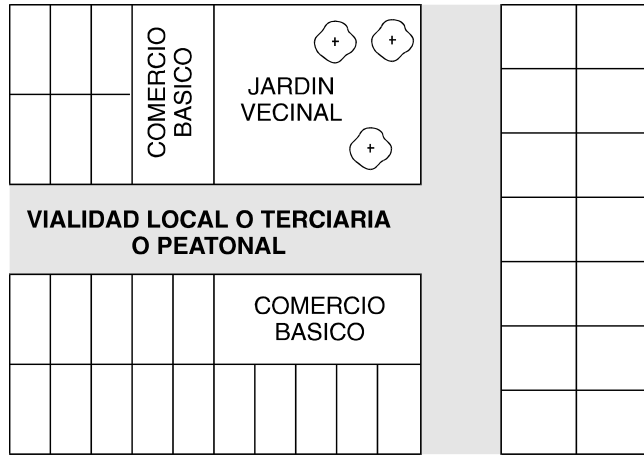 COMERCIO
BASICO
JARDIN
VECINAL
VIALIDAD LOCAL O TERCIARIA
O PEATONAL
COMERCIO
BASICO